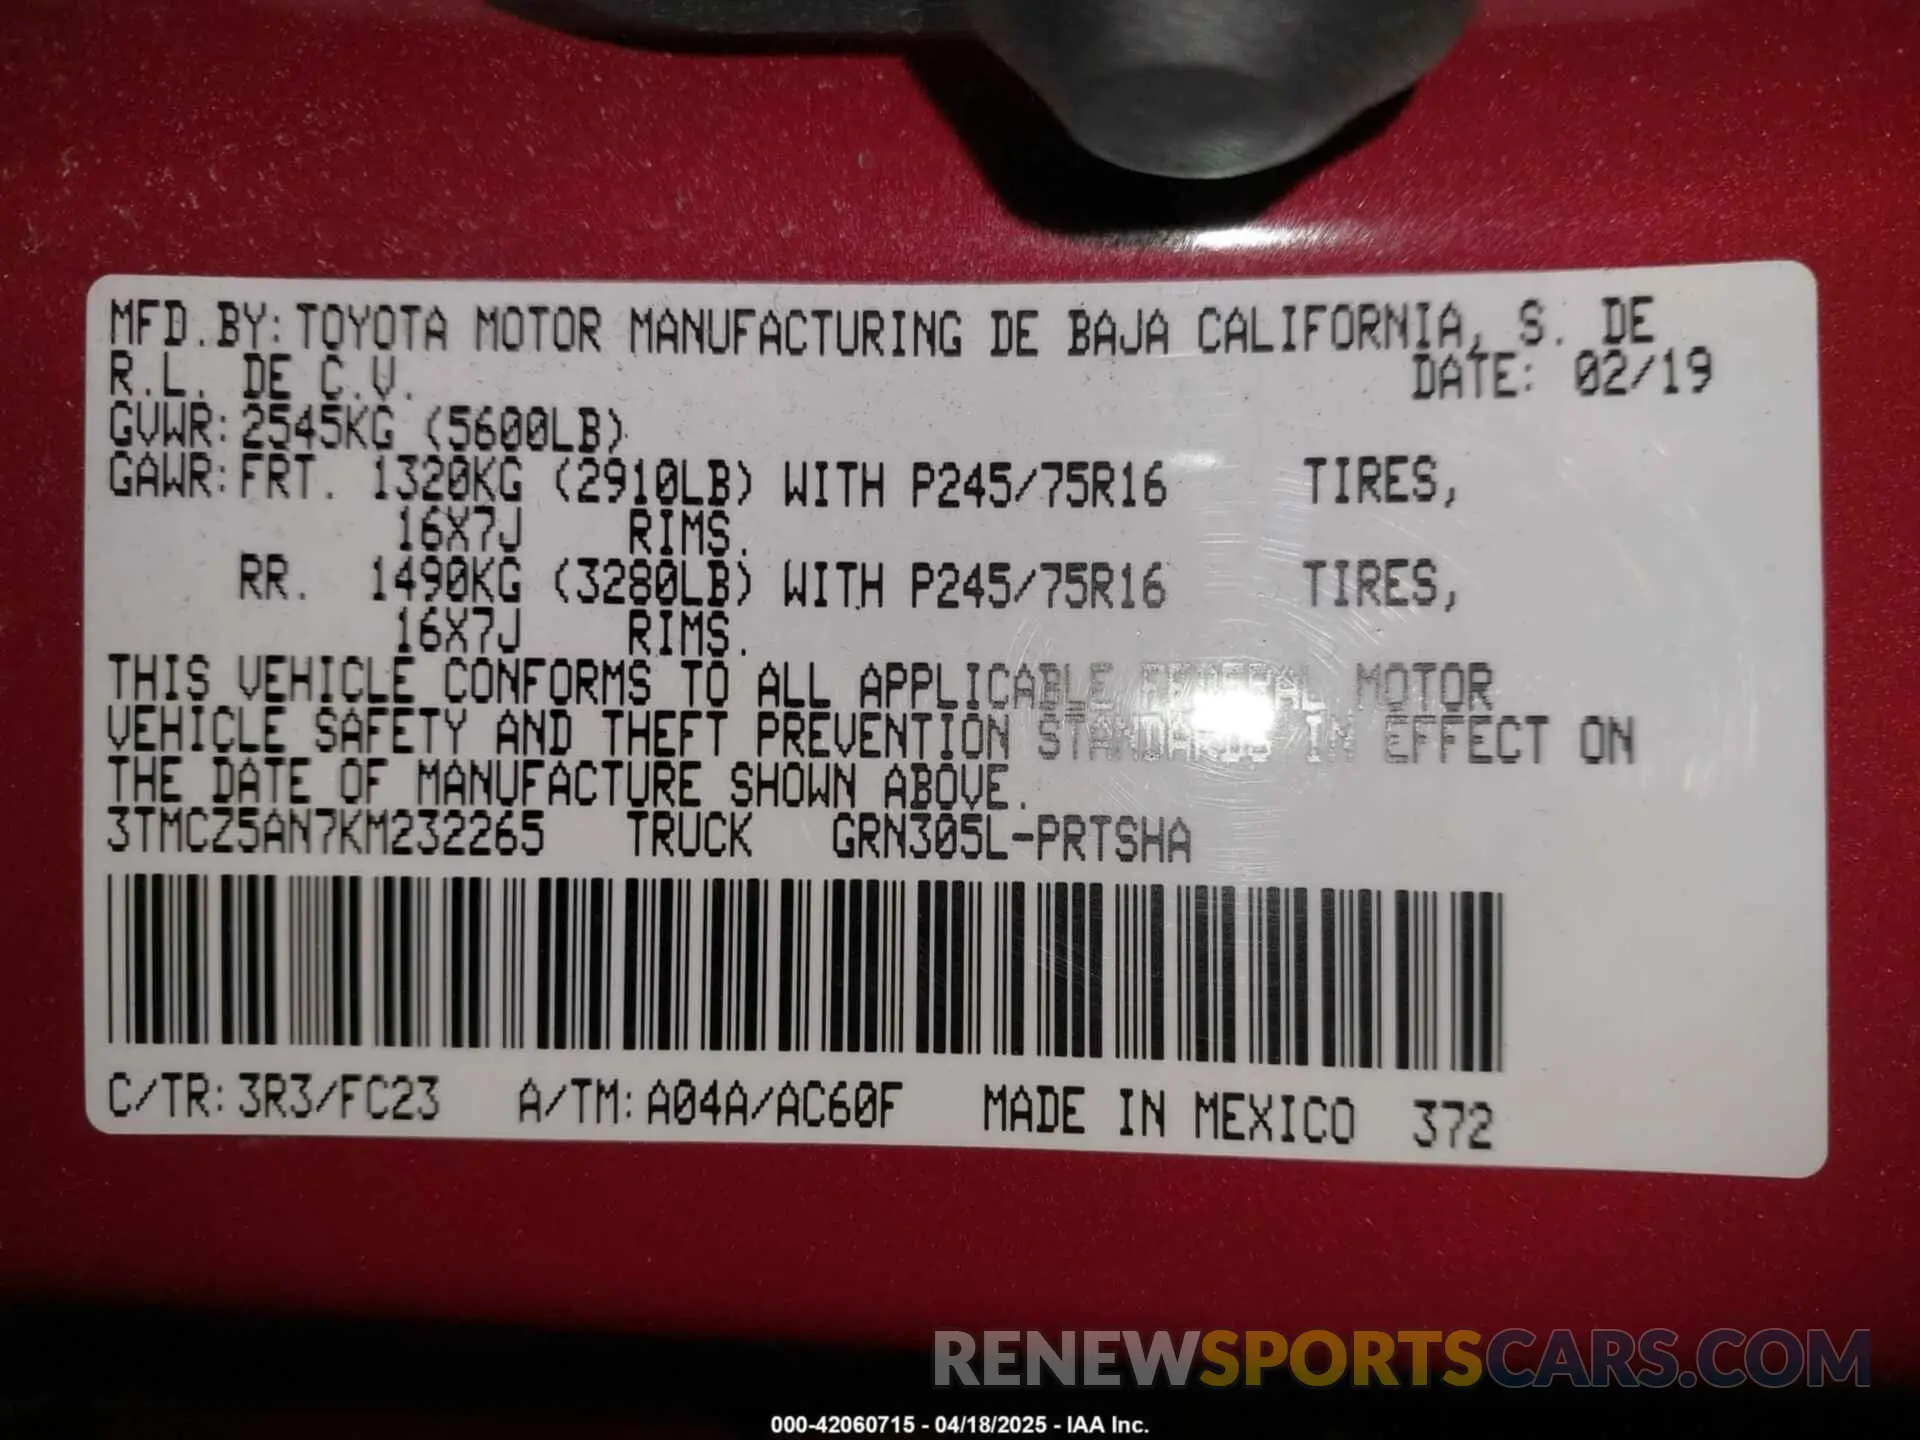 MFD.BY:TOYOTA MOTOR MANUFACTURING DE BAJA CALIFORNIA, S. DE
R.L. DE C.V. DATE: 02/19
GVWR:2545KG (5600LB)
GAWR:FRT. 1320KG (2910LB) WITH P245/75R16 TIRES,
16X7J RIMS.
RR. 1490KG (3280LB) WITH P245/75R16 TIRES,
16X7J RIMS.
THIS VEHICLE CONFORMS TO ALL APPLICABLE FEDERAL MOTOR
VEHICLE SAFETY AND THEFT PREVENTION STANDARDS IN EFFECT ON
THE DATE OF MANUFACTURE SHOWN ABOVE.
3TMCZ5AN7KM232265 TRUCK GRN305L-PRTSHA
C/TR:3R3/FC23 A/TM:A04A/AC60F MADE IN MEXICO 372
RENEWSPORTSCARS.COM
000-42060715 - 04/18/2025 - IAA Inc.